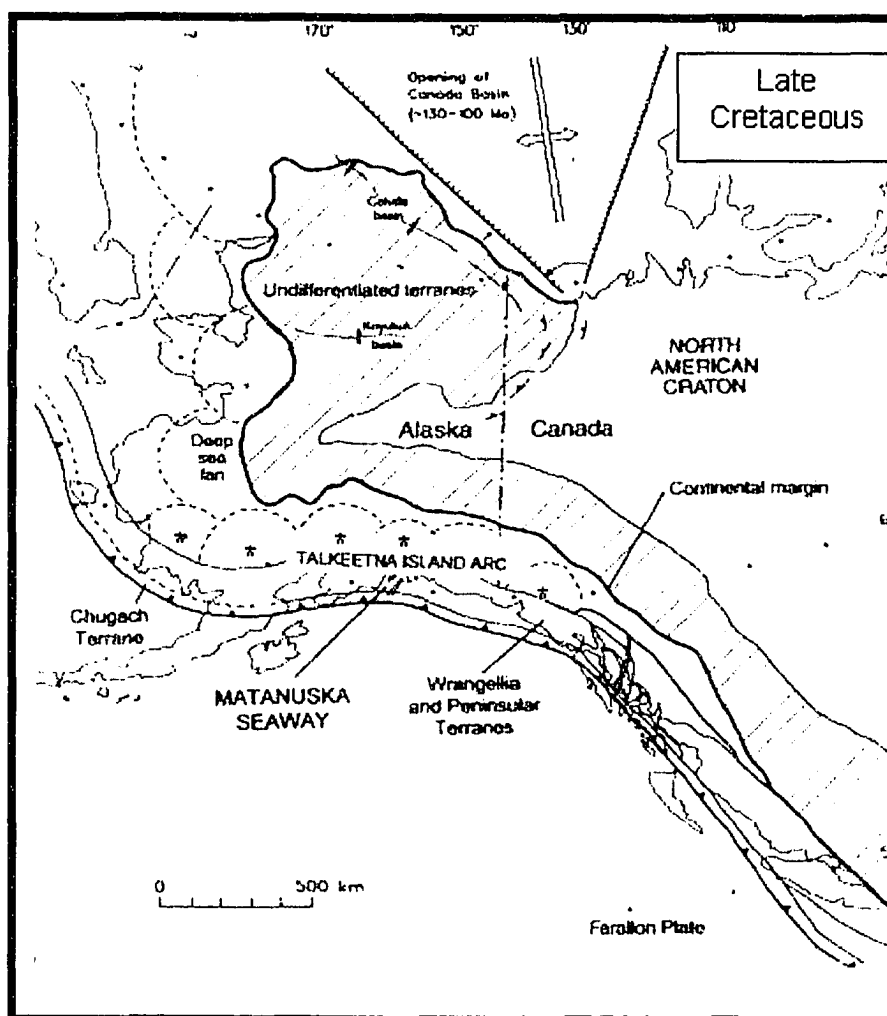 170°
150°
130°
110°
Opening of
Canada Basin
(~130-100 Ma)
Late
Cretaceous
Colville
basin
Undifferentiated terranes
Koyukuk
basin
NORTH
AMERICAN
CRATON
Alaska
Canada
Deep
sea
fan
Continental margin
TALKEETNA ISLAND ARC
Chugach
Terrane
MATANUSKA
SEAWAY
Wrangellia
and Peninsular
Terranes
0 500 km
Farallon Plate